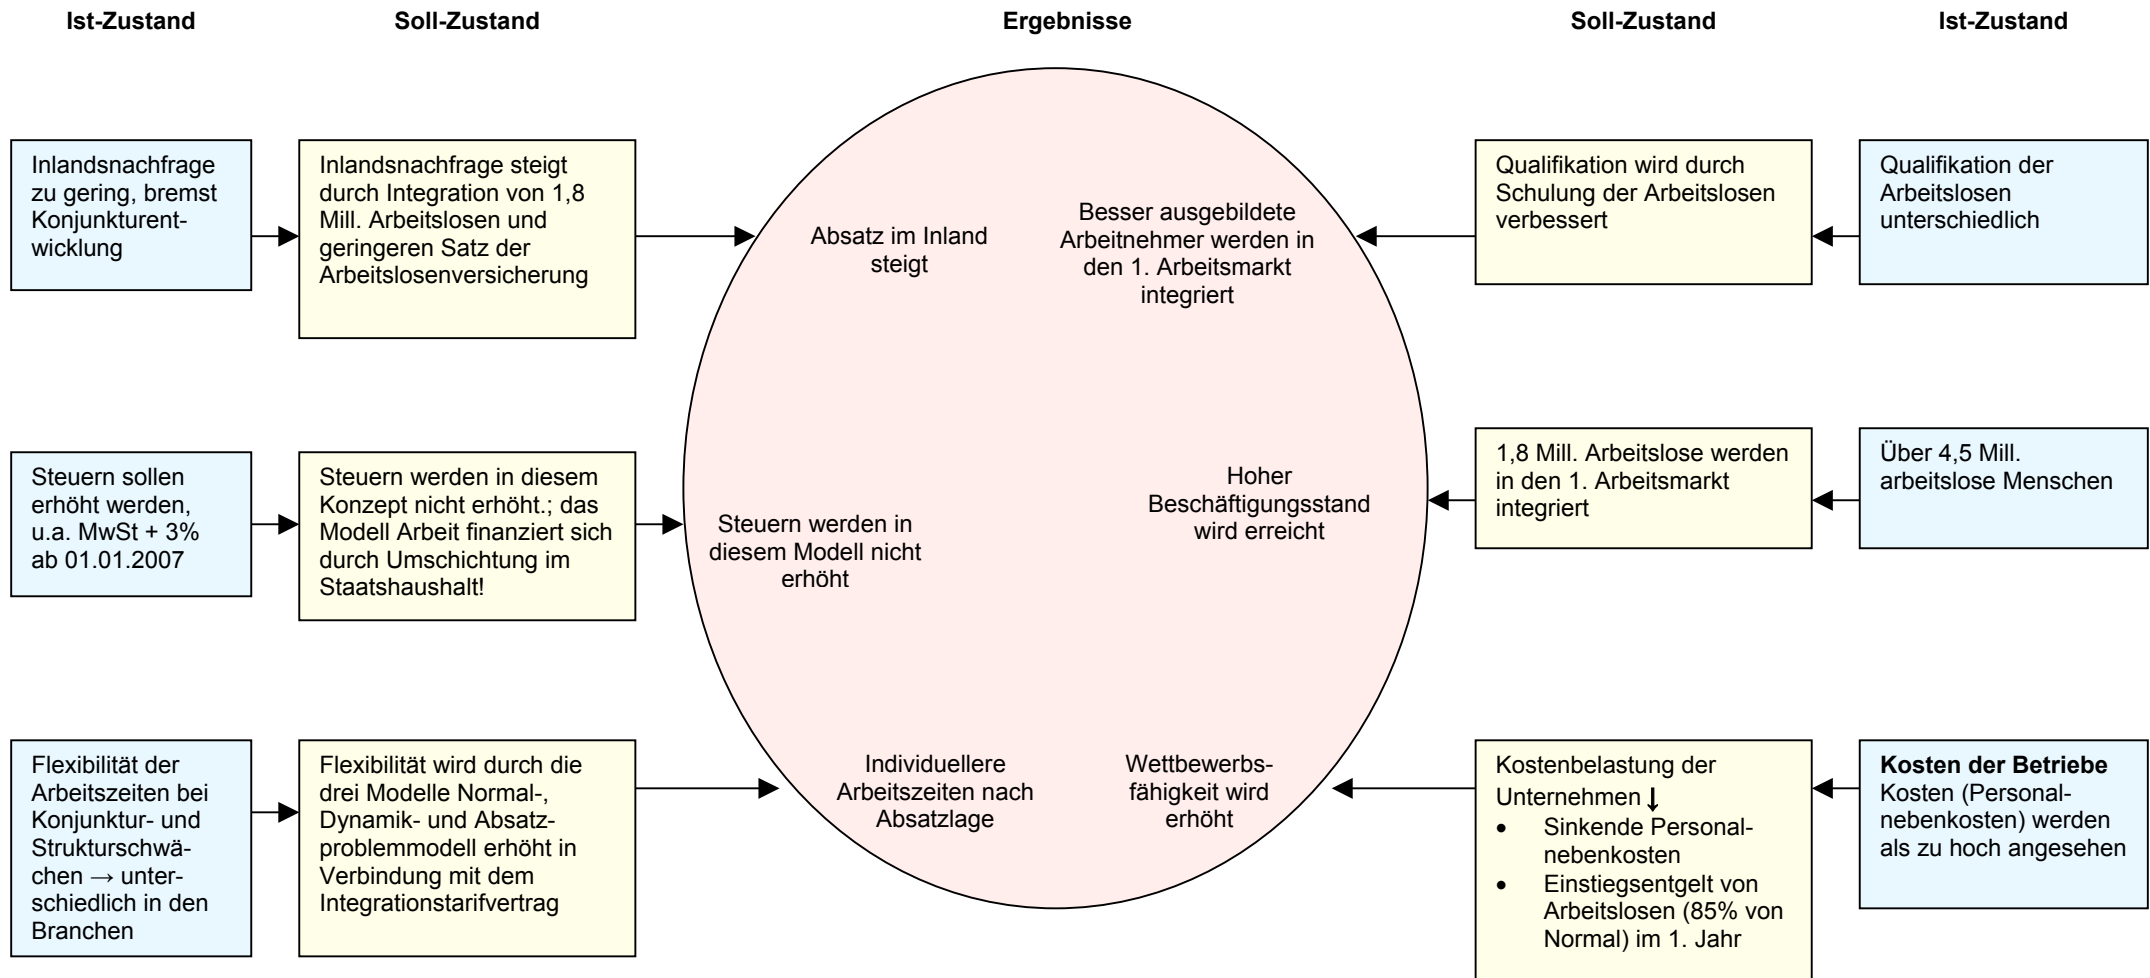 Ist-Zustand
Soll-Zustand
Ergebnisse
Soll-Zustand
Ist-Zustand
Inlandsnachfrage
zu gering, bremst
Konjunkturent-
wicklung
Inlandsnachfrage steigt
durch Integration von 1,8
Mill. Arbeitslosen und
geringeren Satz der
Arbeitslosenversicherung
Absatz im Inland
steigt
Besser ausgebildete
Arbeitnehmer werden in
den 1. Arbeitsmarkt
integriert
Qualifikation wird durch
Schulung der Arbeitslosen
verbessert
Qualifikation der
Arbeitslosen
unterschiedlich
Steuern sollen
erhöht werden,
u.a. MwSt + 3%
ab 01.01.2007
Steuern werden in diesem
Konzept nicht erhöht.; das
Modell Arbeit finanziert sich
durch Umschichtung im
Staatshaushalt!
Steuern werden in
diesem Modell nicht
erhöht
Hoher
Beschäftigungsstand
wird erreicht
1,8 Mill. Arbeitslose werden
in den 1. Arbeitsmarkt
integriert
Über 4,5 Mill.
arbeitslose Menschen
Flexibilität der
Arbeitszeiten bei
Konjunktur- und
Strukturschwä-
chen → unter-
schiedlich in den
Branchen
Flexibilität wird durch die
drei Modelle Normal-,
Dynamik- und Absatz-
problemmodell erhöht in
Verbindung mit dem
Integrationstarifvertrag
Individuellere
Arbeitszeiten nach
Absatzlage
Wettbewerbs-
fähigkeit wird
erhöht
Kostenbelastung der
Unternehmen ↓
• Sinkende Personal-
nebenkosten
• Einstiegsentgelt von
Arbeitslosen (85% von
Normal) im 1. Jahr
Kosten der Betriebe
Kosten (Personal-
nebenkosten) werden
als zu hoch angesehen